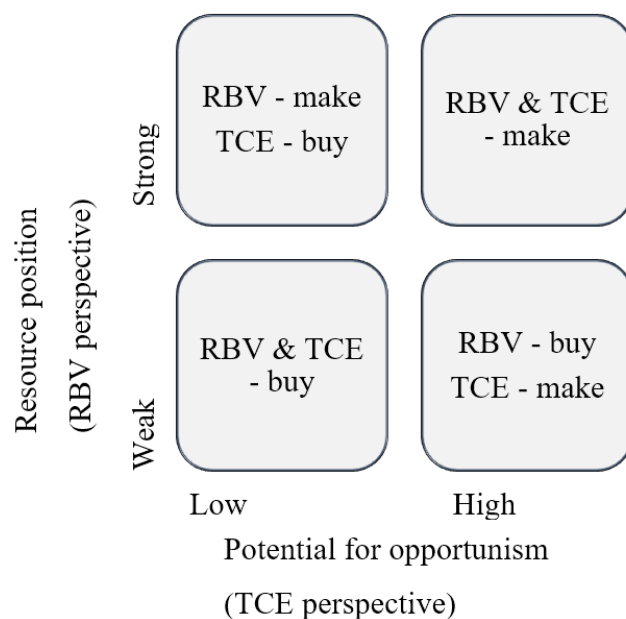 RBV - make
TCE - buy
RBV & TCE
- make
Strong
Resource position
(RBV perspective)
RBV & TCE
- buy
RBV - buy
TCE - make
Weak
Low
High
Potential for opportunism
(TCE perspective)